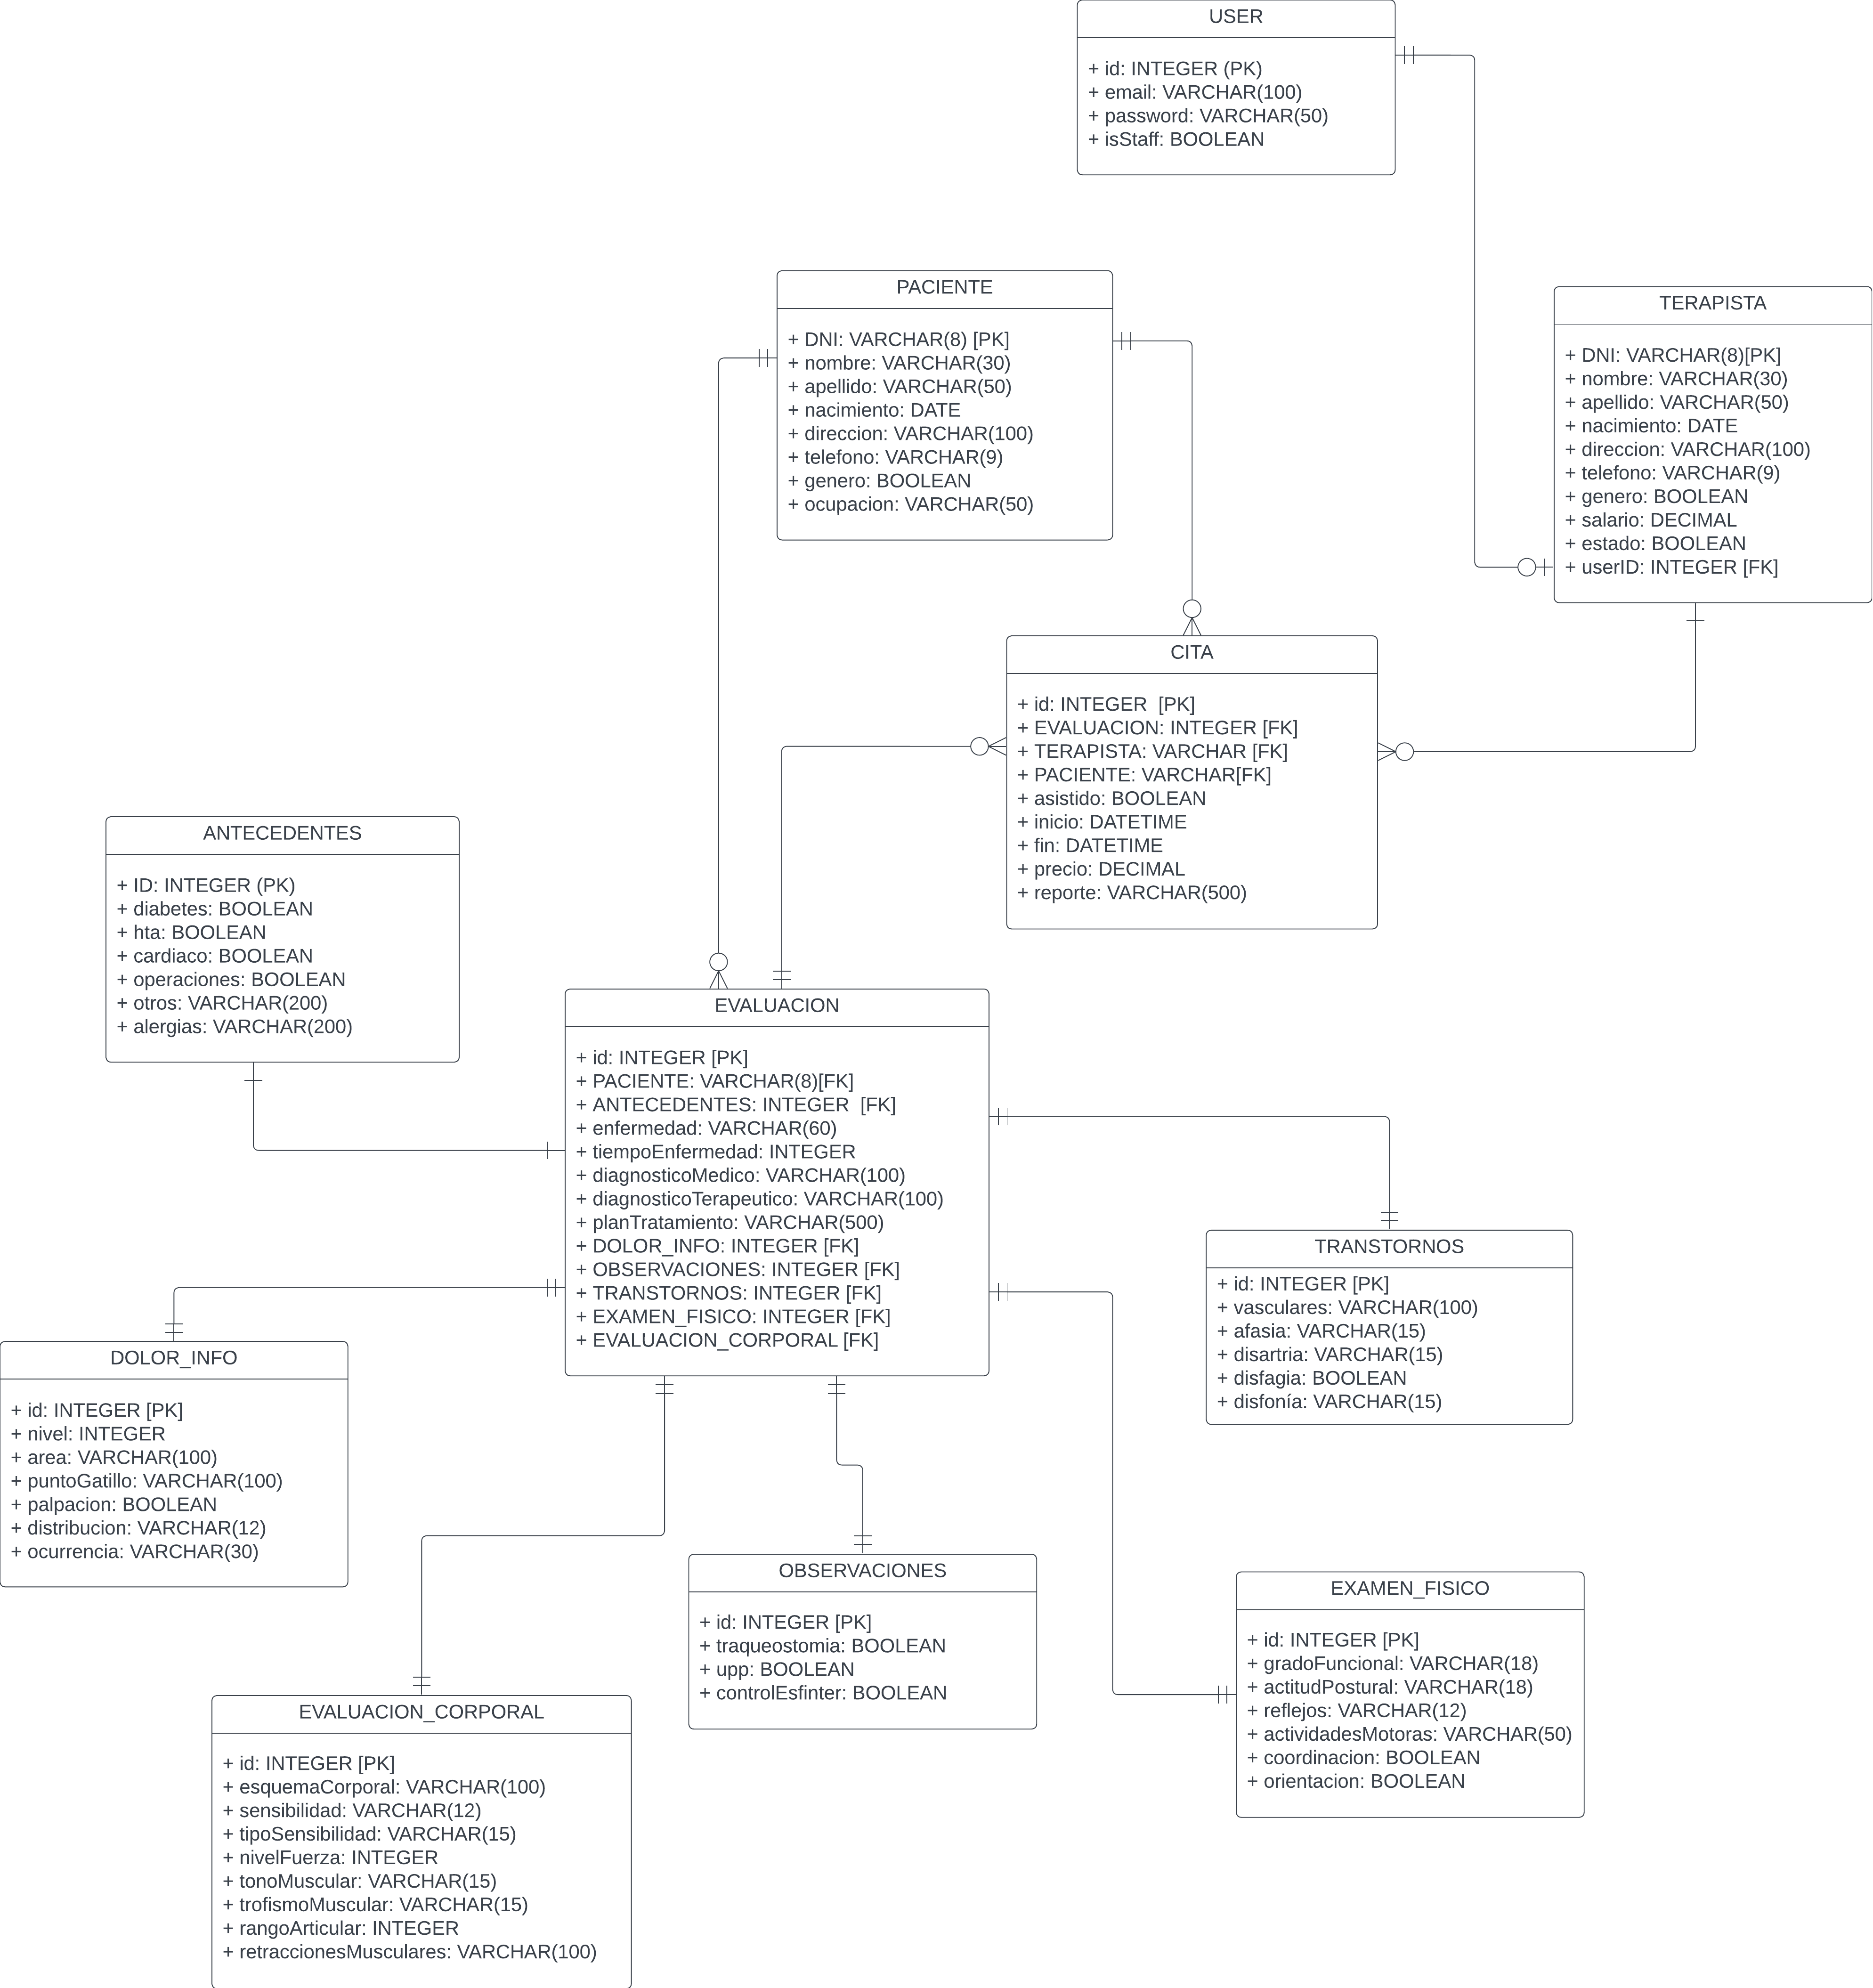 USER
+ id: INTEGER (PK)
+ email: VARCHAR(100)
+ password: VARCHAR(50)
+ isStaff: BOOLEAN
PACIENTE
+ DNI: VARCHAR(8) [PK]
+ nombre: VARCHAR(30)
+ apellido: VARCHAR(50)
+ nacimiento: DATE
+ direccion: VARCHAR(100)
+ telefono: VARCHAR(9)
+ genero: BOOLEAN
+ ocupacion: VARCHAR(50)
TERAPISTA
+ DNI: VARCHAR(8)[PK]
+ nombre: VARCHAR(30)
+ apellido: VARCHAR(50)
+ nacimiento: DATE
+ direccion: VARCHAR(100)
+ telefono: VARCHAR(9)
+ genero: BOOLEAN
+ salario: DECIMAL
+ estado: BOOLEAN
+ userID: INTEGER [FK]
CITA
+ id: INTEGER  [PK]
+ EVALUACION: INTEGER [FK]
+ TERAPISTA: VARCHAR [FK]
+ PACIENTE: VARCHAR[FK]
+ asistido: BOOLEAN
+ inicio: DATETIME
+ fin: DATETIME
+ precio: DECIMAL
+ reporte: VARCHAR(500)
ANTECEDENTES
+ ID: INTEGER (PK)
+ diabetes: BOOLEAN
+ hta: BOOLEAN
+ cardiaco: BOOLEAN
+ operaciones: BOOLEAN
+ otros: VARCHAR(200)
+ alergias: VARCHAR(200)
EVALUACION
+ id: INTEGER [PK]
+ PACIENTE: VARCHAR(8)[FK]
+ ANTECEDENTES: INTEGER  [FK]
+ enfermedad: VARCHAR(60)
+ tiempoEnfermedad: INTEGER
+ diagnosticoMedico: VARCHAR(100)
+ diagnosticoTerapeutico: VARCHAR(100)
+ planTratamiento: VARCHAR(500)
+ DOLOR_INFO: INTEGER [FK]
+ OBSERVACIONES: INTEGER [FK]
+ TRANSTORNOS: INTEGER [FK]
+ EXAMEN_FISICO: INTEGER [FK]
+ EVALUACION_CORPORAL [FK]
TRANSTORNOS
+ id: INTEGER [PK]
+ vasculares: VARCHAR(100)
+ afasia: VARCHAR(15)
+ disartria: VARCHAR(15)
+ disfagia: BOOLEAN
+ disfonía: VARCHAR(15)
DOLOR_INFO
+ id: INTEGER [PK]
+ nivel: INTEGER
+ area: VARCHAR(100)
+ puntoGatillo: VARCHAR(100)
+ palpacion: BOOLEAN
+ distribucion: VARCHAR(12)
+ ocurrencia: VARCHAR(30)
OBSERVACIONES
+ id: INTEGER [PK]
+ traqueostomia: BOOLEAN
+ upp: BOOLEAN
+ controlEsfinter: BOOLEAN
EXAMEN_FISICO
+ id: INTEGER [PK]
+ gradoFuncional: VARCHAR(18)
+ actitudPostural: VARCHAR(18)
+ reflejos: VARCHAR(12)
+ actividadesMotoras: VARCHAR(50)
+ coordinacion: BOOLEAN
+ orientacion: BOOLEAN
EVALUACION_CORPORAL
+ id: INTEGER [PK]
+ esquemaCorporal: VARCHAR(100)
+ sensibilidad: VARCHAR(12)
+ tipoSensibilidad: VARCHAR(15)
+ nivelFuerza: INTEGER
+ tonoMuscular: VARCHAR(15)
+ trofismoMuscular: VARCHAR(15)
+ rangoArticular: INTEGER
+ retraccionesMusculares: VARCHAR(100)